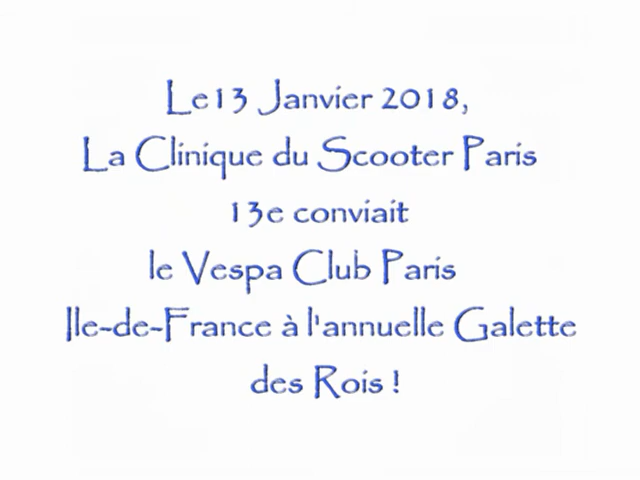 Le13 Janvier 2018,
La Clinique du Scooter Paris
13e conviait
le Vespa Club Paris
Ile-de-France à l'annuelle Galette
des Rois !